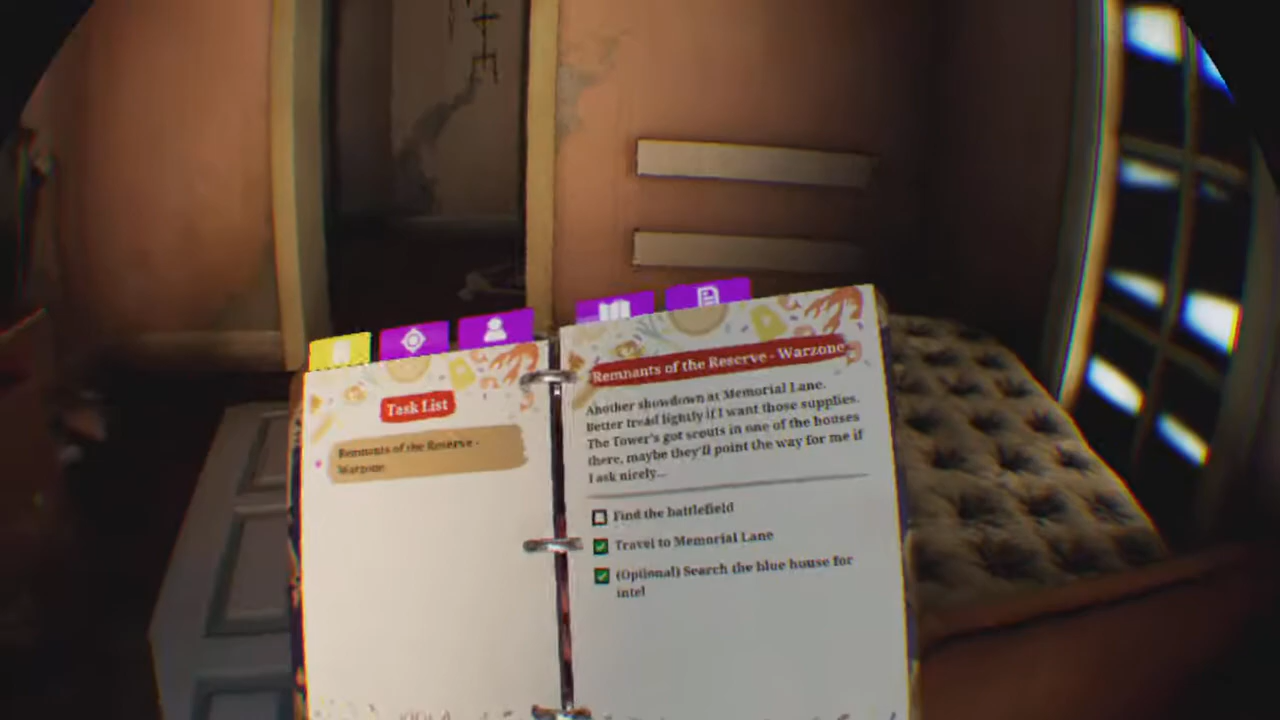 Task List
Remnants of the Reserve -
Warzone
Remnants of the Reserve - Warzone
Another showdown at Memorial Lane.
Better tread lightly if I want those supplies.
The Tower's got scouts in one of the houses
there, maybe they'll point the way for me if
I ask nicely...
Find the battlefield
Travel to Memorial Lane
(Optional) Search the blue house for
intel